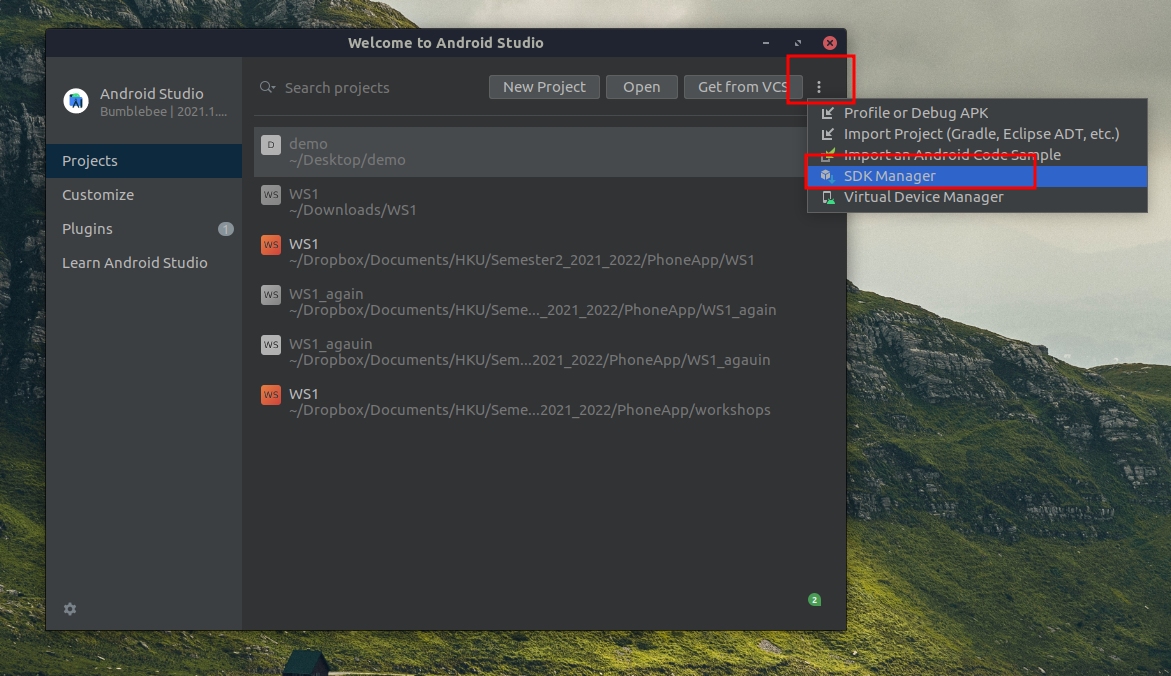 Welcome to Android Studio
Android Studio
Bumblebee | 2021.1....
Projects
Customize
Plugins
1
Learn Android Studio
Search projects
New Project
Open
Get from VCS
D
demo
~/Desktop/demo
WS
WS1
~/Downloads/WS1
WS
WS1
~/Dropbox/Documents/HKU/Semester2_2021_2022/PhoneApp/WS1
WS
WS1_again
~/Dropbox/Documents/HKU/Seme..._2021_2022/PhoneApp/WS1_again
WS
WS1_agauin
~/Dropbox/Documents/HKU/Sem...2021_2022/PhoneApp/WS1_agauin
WS
WS1
~/Dropbox/Documents/HKU/Seme...2021_2022/PhoneApp/workshops
Profile or Debug APK
Import Project (Gradle, Eclipse ADT, etc.)
Import an Android Code Sample
SDK Manager
Virtual Device Manager
2